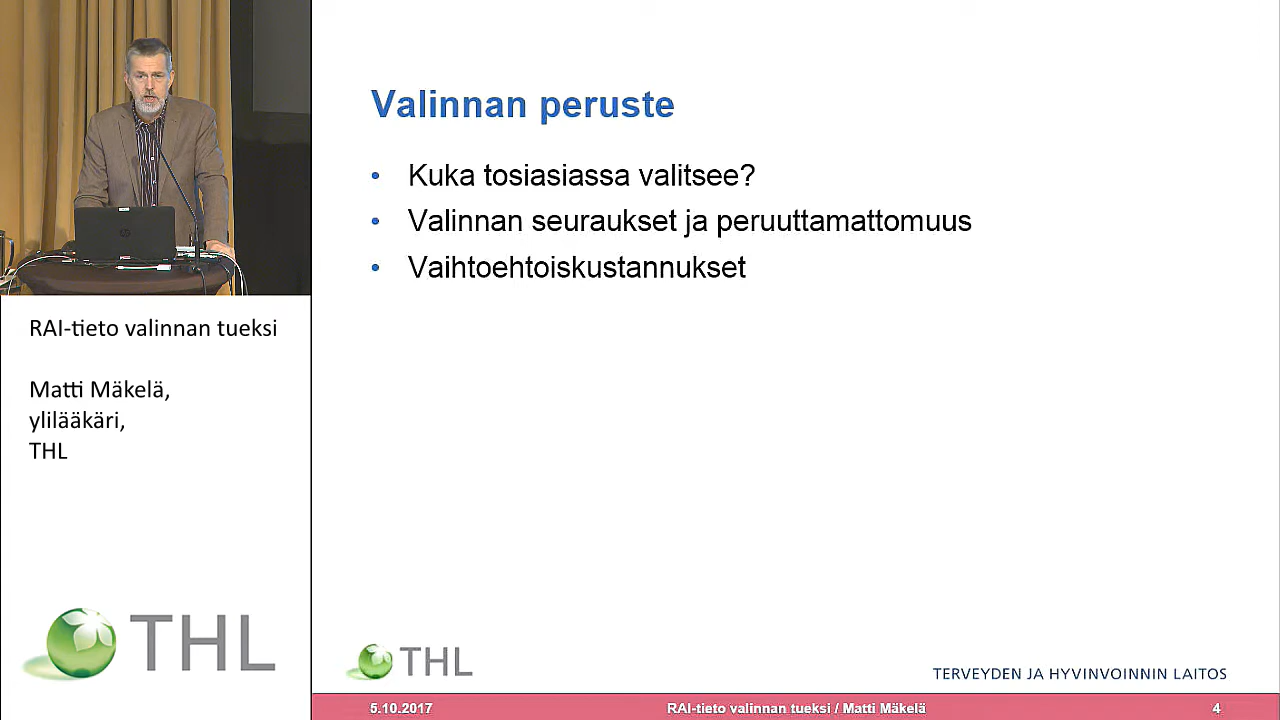 Valinnan peruste
• Kuka tosiasiassa valitsee?
• Valinnan seuraukset ja peruuttamattomuus
• Vaihtoehtoiskustannukset
RAI-tieto valinnan tueksi
Matti Mäkelä,
ylilääkäri,
THL
THL
THL
TERVEYDEN JA HYVINVOINNIN LAITOS
5.10.2017
RAI-tieto valinnan tueksi / Matti Mäkelä
4